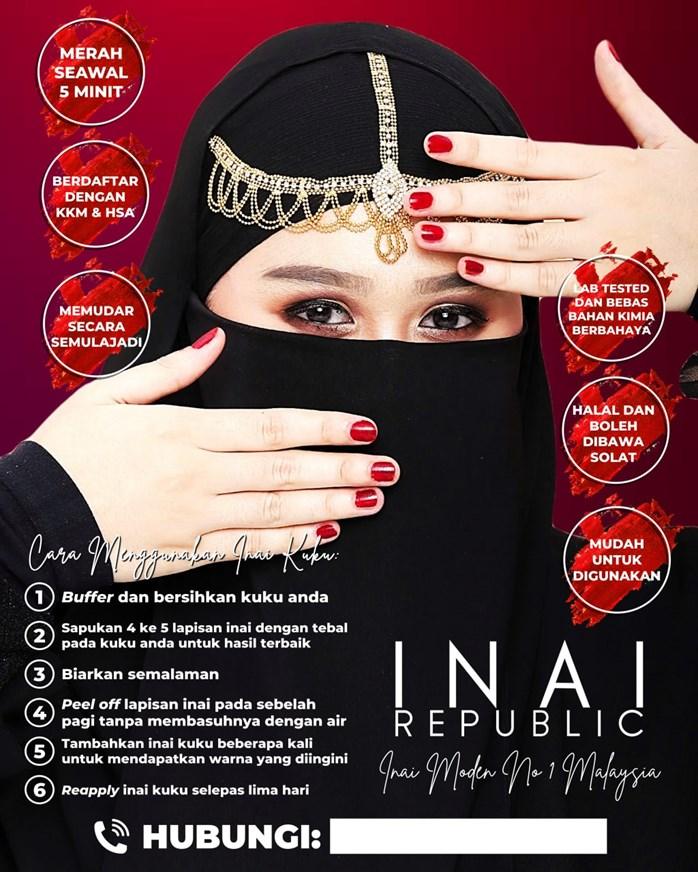 MERAH
SEAWAL
5 MINIT
BERDAFTAR
DENGAN
KKM & HSA
MEMUDAR
SECARA
SEMULAJADI
LAB TESTED
DAN BEBAS
BAHAN KIMIA
BERBAHAYA
HALAL DAN
BOLEH
DIBAWA
SOLAT
MUDAH
UNTUK
DIGUNAKAN
Cara Menggunakan Inai Kuku:
1 Buffer dan bersihkan kuku anda
2 Sapukan 4 ke 5 lapisan inai dengan tebal
pada kuku anda untuk hasil terbaik
3 Biarkan semalaman
4 Peel off lapisan inai pada sebelah
pagi tanpa membasuhnya dengan air
5 Tambahkan inai kuku beberapa kali
untuk mendapatkan warna yang diingini
6 Reapply inai kuku selepas lima hari
INAI
REPUBLIC
Inai Moden No 1 Malaysia
HUBUNGI: